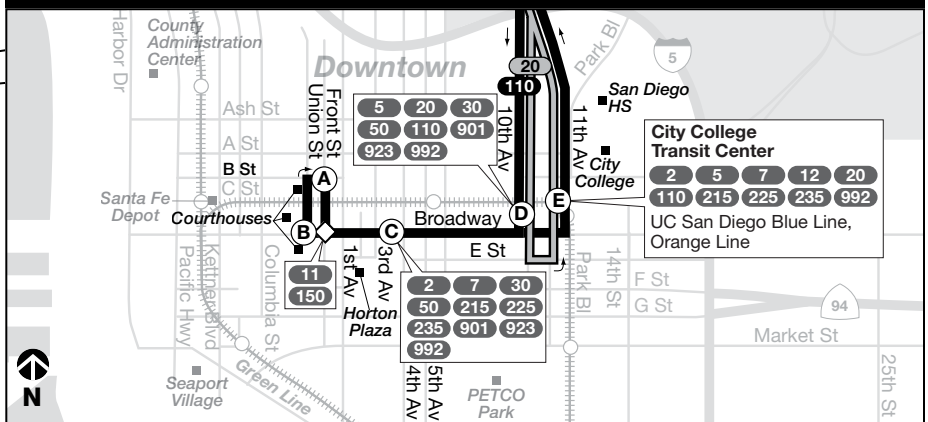 County
Administration
Center
Harbor Dr
Downtown
Park Bl
5
20
110
San Diego
HS
Ash St
Union St
Front St
5 20 30
50 110 901
923 992
10th Av
11th Av
A St
B St
C St
City
College
City College
Transit Center
2 5 7 12 20
110 215 225 235 992
UC San Diego Blue Line,
Orange Line
A
Santa Fe
Depot
Courthouses
B
C
Broadway
D
E
E St
11
150
1st Av
3rd Av
Horton
Plaza
2 7 30
50 215 225
235 901 923
992
Pacific Hwy
Kettner Blvd
Columbia St
Park Bl
14th St
F St
G St
94
Market St
25th St
N
Seaport
Village
Green Line
4th Av
5th Av
PETCO
Park